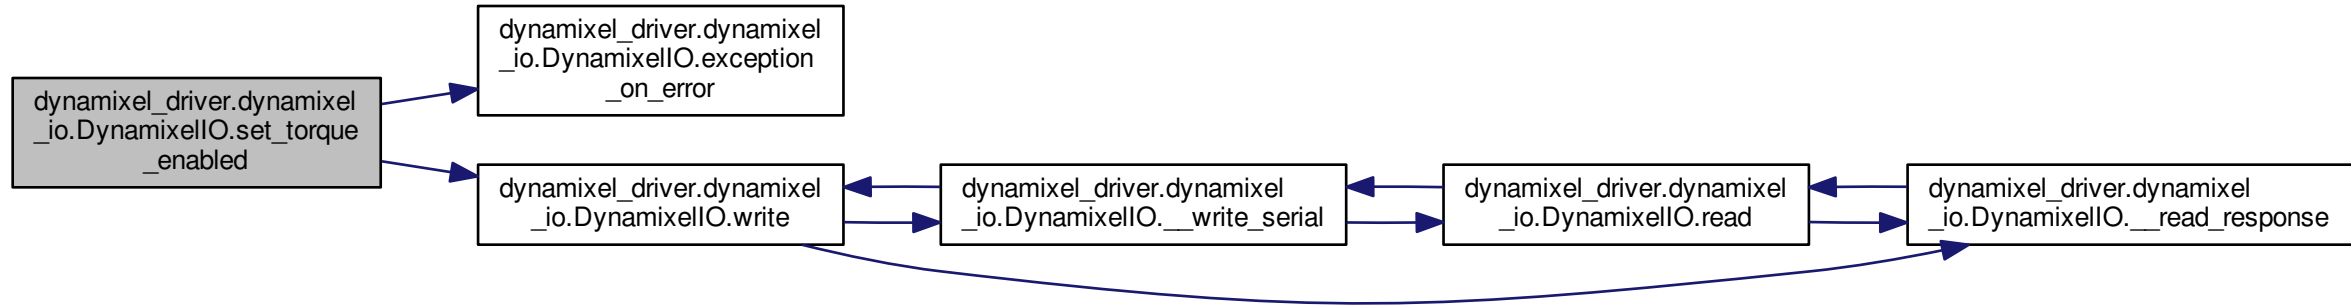 dynamixel_driver.dynamixel
_io.DynamixelIO.exception
_on_error
dynamixel_driver.dynamixel
_io.DynamixelIO.set_torque
_enabled
dynamixel_driver.dynamixel
_io.DynamixelIO.write
dynamixel_driver.dynamixel
_io.DynamixelIO.__write_serial
dynamixel_driver.dynamixel
_io.DynamixelIO.read
dynamixel_driver.dynamixel
_io.DynamixelIO.__read_response